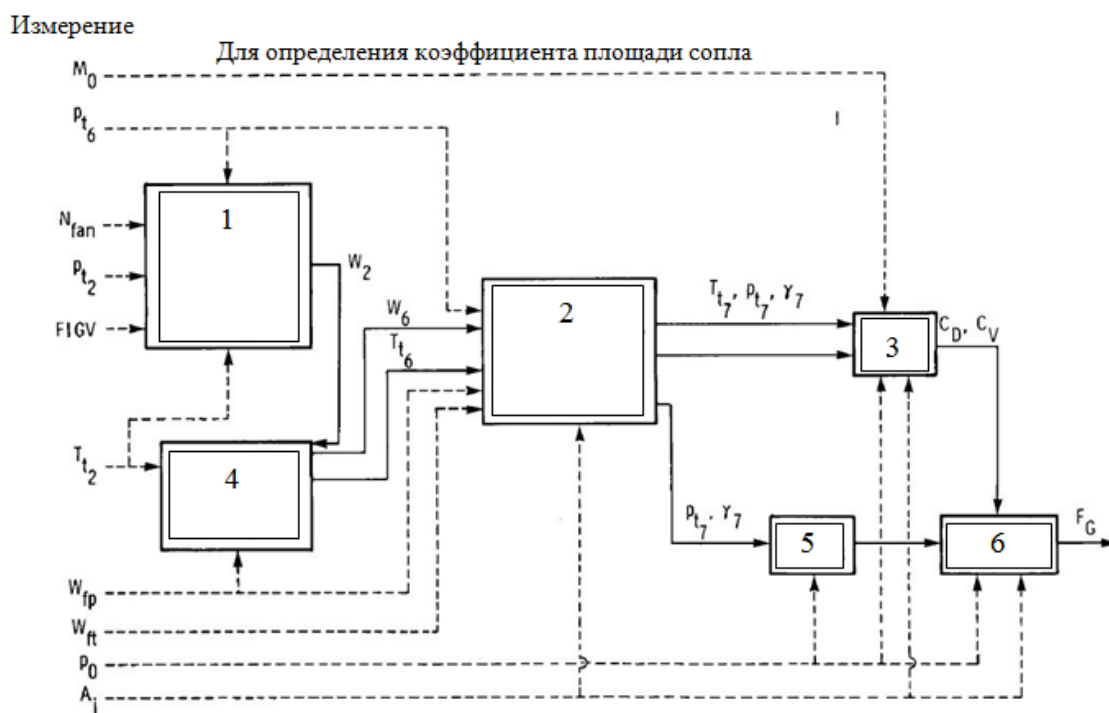 Измерение
Для определения коэффициента площади сопла
M0
Pt6
1
Nfan
Pt2
W2
FIGV
W6
Tt6
2
Tt7, Pt7, γ7
3
CD, CV
Tt2
4
Pt7, γ7
5
6
FG
Wfp
Wft
P0
Aj